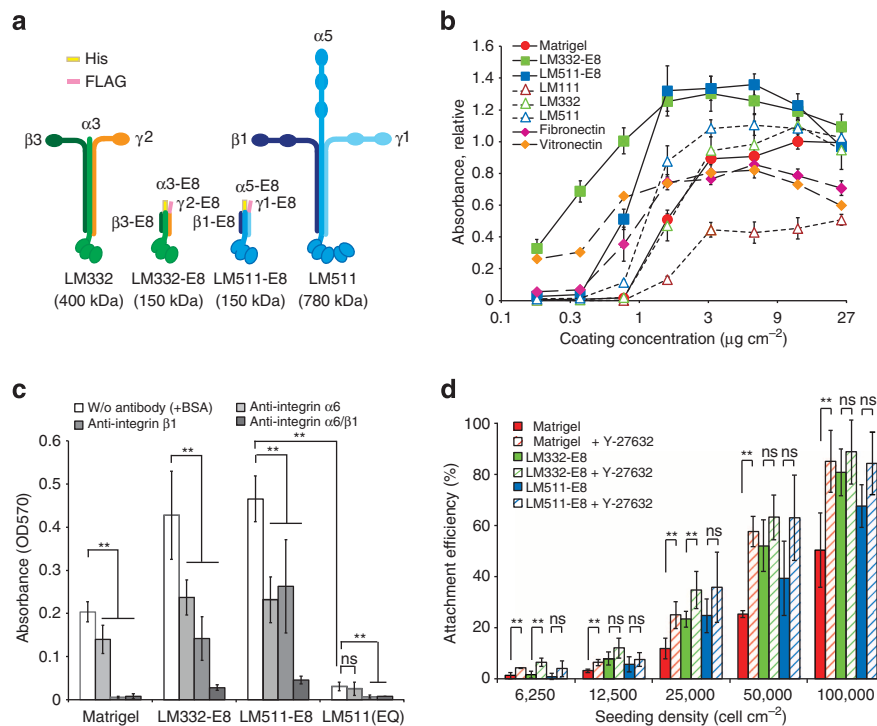 a
His
FLAG
α5
α3
β3
γ2
β1
γ1
α3-E8
γ2-E8
β3-E8
α5-E8
γ1-E8
β1-E8
LM332
(400 kDa)
LM332-E8
(150 kDa)
LM511-E8
(150 kDa)
LM511
(780 kDa)
b
Matrigel
LM332-E8
LM511-E8
LM111
LM332
LM511
Fibronectin
Vitronectin
Absorbance, relative
1.6
1.4
1.2
1.0
0.8
0.6
0.4
0.2
0
0.1 0.3 1 3 9 27
Coating concentration (μg cm⁻²)
c
W/o antibody (+BSA)
Anti-integrin β1
Anti-integrin α6
Anti-integrin α6/β1
Absorbance (OD570)
0.6
0.5
0.4
0.3
0.2
0.1
0
** ** ** ** ** ns
Matrigel LM332-E8 LM511-E8 LM511(EQ)
d
Matrigel
Matrigel + Y-27632
LM332-E8
LM332-E8 + Y-27632
LM511-E8
LM511-E8 + Y-27632
Attachment efficiency (%)
100
80
60
40
20
0
** ** ns
** ns ns
** ** ns
** ns ns
** ns ns
6,250 12,500 25,000 50,000 100,000
Seeding density (cell cm⁻²)